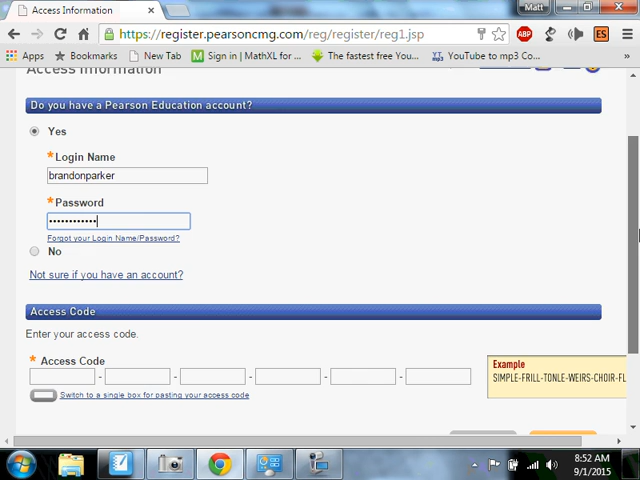 Access Information
Matt
https://register.pearsoncmg.com/reg/register/reg1.jsp
ABP
ES
Apps
Bookmarks
New Tab
Sign in | MathXL for
The fastest free You
YouTube to mp3 Co
Access Information
Do you have a Pearson Education account?
Yes
*Login Name
brandonparker
*Password
••••••••••••
Forgot your Login Name/Password?
No
Not sure if you have an account?
Access Code
Enter your access code.
* Access Code
- - - - -
Switch to a single box for pasting your access code
Example
SIMPLE-FRILL-TONLE-WEIRS-CHOIR-FL
8:52 AM
9/1/2015